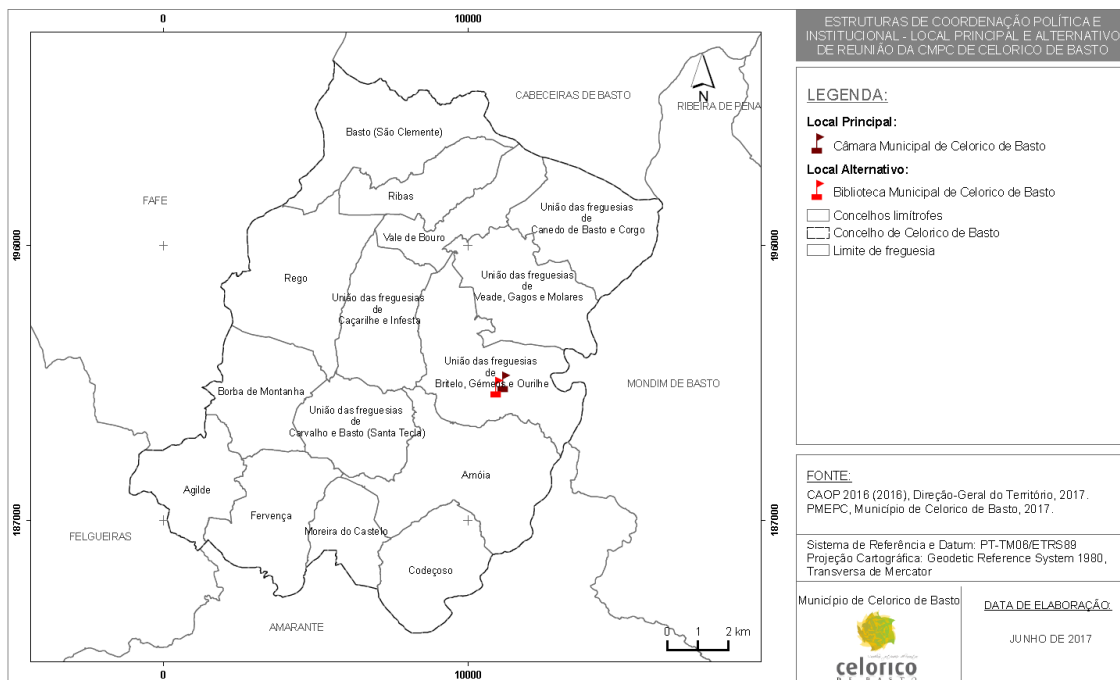 0
10000
ESTRUTURAS DE COORDENAÇÃO POLÍTICA E
INSTITUCIONAL - LOCAL PRINCIPAL E ALTERNATIVO
DE REUNIÃO DA CMPC DE CELORICO DE BASTO
N
CABECEIRAS DE BASTO
RIBEIRA DE PENA
Basto (São Clemente)
Ribas
FAFE
União das freguesias
de
Canedo de Basto e Corgo
Vale de Bouro
196000
196000
Rego
União das freguesias
de
Veade, Gagos e Molares
União das freguesias
de
Caçarilhe e Infesta
União das freguesias
de
Britelo, Gémeos e Ourilhe
MONDIM DE BASTO
Borba de Montanha
União das freguesias
de
Carvalho e Basto (Santa Tecla)
Arnóia
Agilde
Fervença
Moreira do Castelo
187000
187000
FELGUEIRAS
Codeçoso
AMARANTE
0 1 2 km
0
10000
LEGENDA:
Local Principal:
Câmara Municipal de Celorico de Basto
Local Alternativo:
Biblioteca Municipal de Celorico de Basto
Concelhos limítrofes
Concelho de Celorico de Basto
Limite de freguesia
FONTE:
CAOP 2016 (2016), Direção-Geral do Território, 2017.
PMEPC, Município de Celorico de Basto, 2017.
Sistema de Referência e Datum: PT-TM06/ETRS89
Projeção Cartográfica: Geodetic Reference System 1980,
Transversa de Mercator
Município de Celorico de Basto
celorico
DE BASTO
DATA DE ELABORAÇÃO:
JUNHO DE 2017